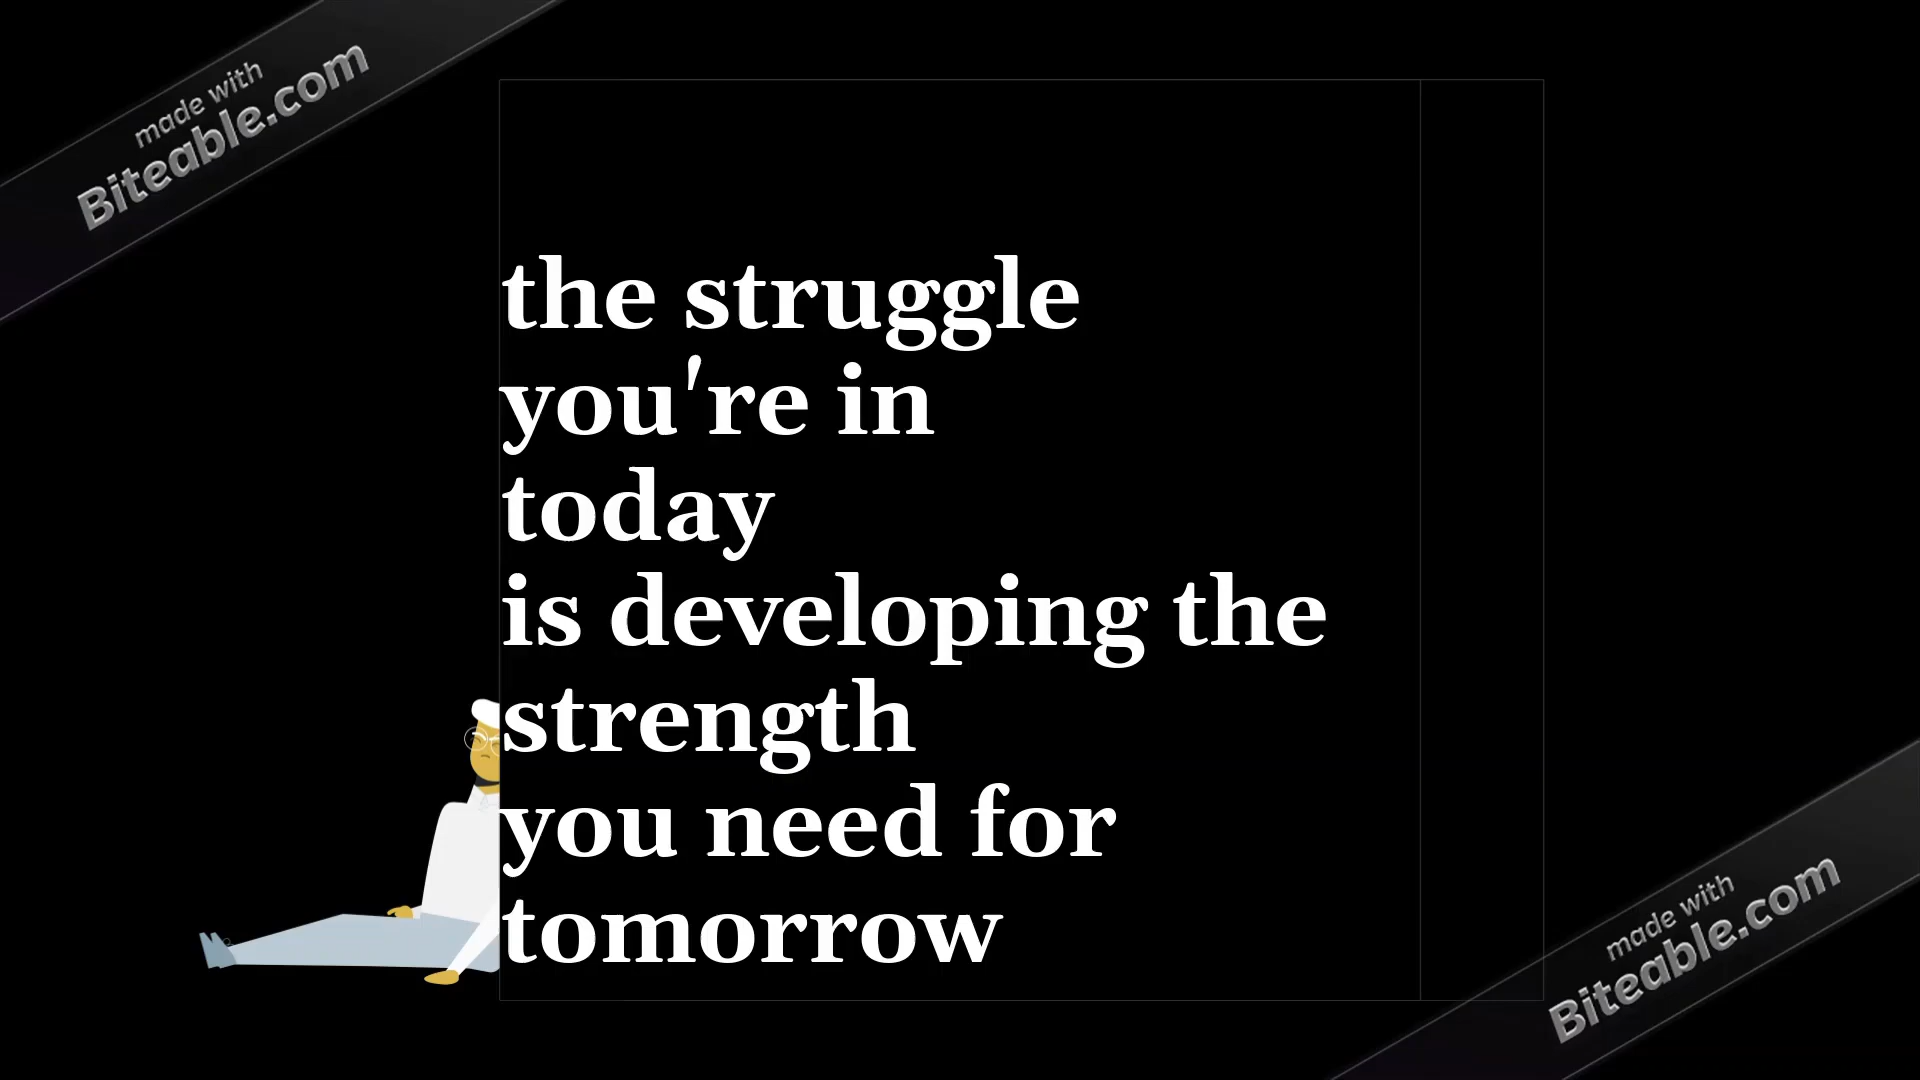 made with
Biteable.com
the struggle
you're in
today
is developing the
strength
you need for
tomorrow
made with
Biteable.com